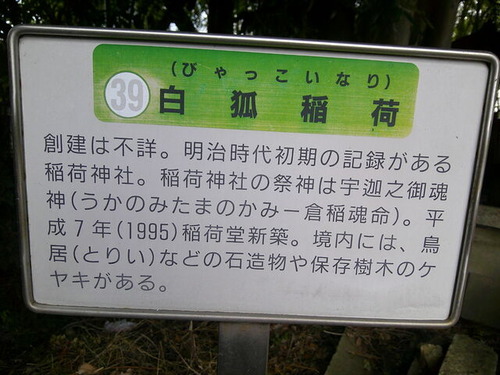 (びゃっこいなり)
39 白狐稲荷
創建は不詳。明治時代初期の記録がある
稲荷神社。稲荷神社の祭神は宇迦之御魂
神(うかのみたまのかみ－倉稲魂命)。平
成7年(1995)稲荷堂新築。境内には、鳥
居(とりい)などの石造物や保存樹木のケ
ヤキがある。